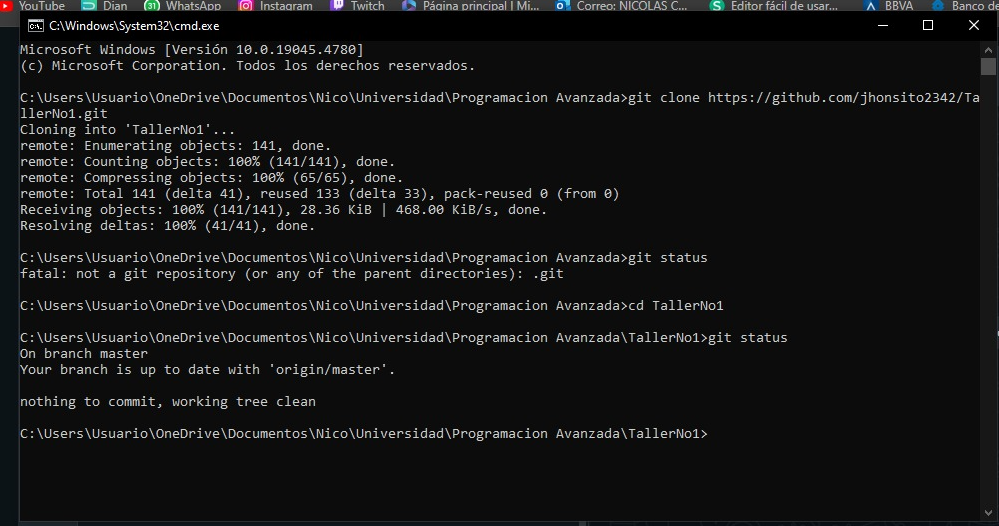 YouTube Dian WhatsApp Instagram Twitch Página principal | Mi... Correo: NICOLAS C... Editor fácil de usar... BBVA Banco de
C:\Windows\System32\cmd.exe
Microsoft Windows [Versión 10.0.19045.4780]
(c) Microsoft Corporation. Todos los derechos reservados.
C:\Users\Usuario\OneDrive\Documentos\Nico\Universidad\Programacion Avanzada>git clone https://github.com/jhonsito2342/Ta
llerNo1.git
Cloning into 'TallerNo1'...
remote: Enumerating objects: 141, done.
remote: Counting objects: 100% (141/141), done.
remote: Compressing objects: 100% (65/65), done.
remote: Total 141 (delta 41), reused 133 (delta 33), pack-reused 0 (from 0)
Receiving objects: 100% (141/141), 28.36 KiB | 468.00 KiB/s, done.
Resolving deltas: 100% (41/41), done.
C:\Users\Usuario\OneDrive\Documentos\Nico\Universidad\Programacion Avanzada>git status
fatal: not a git repository (or any of the parent directories): .git
C:\Users\Usuario\OneDrive\Documentos\Nico\Universidad\Programacion Avanzada>cd TallerNo1
C:\Users\Usuario\OneDrive\Documentos\Nico\Universidad\Programacion Avanzada\TallerNo1>git status
On branch master
Your branch is up to date with 'origin/master'.
nothing to commit, working tree clean
C:\Users\Usuario\OneDrive\Documentos\Nico\Universidad\Programacion Avanzada\TallerNo1>